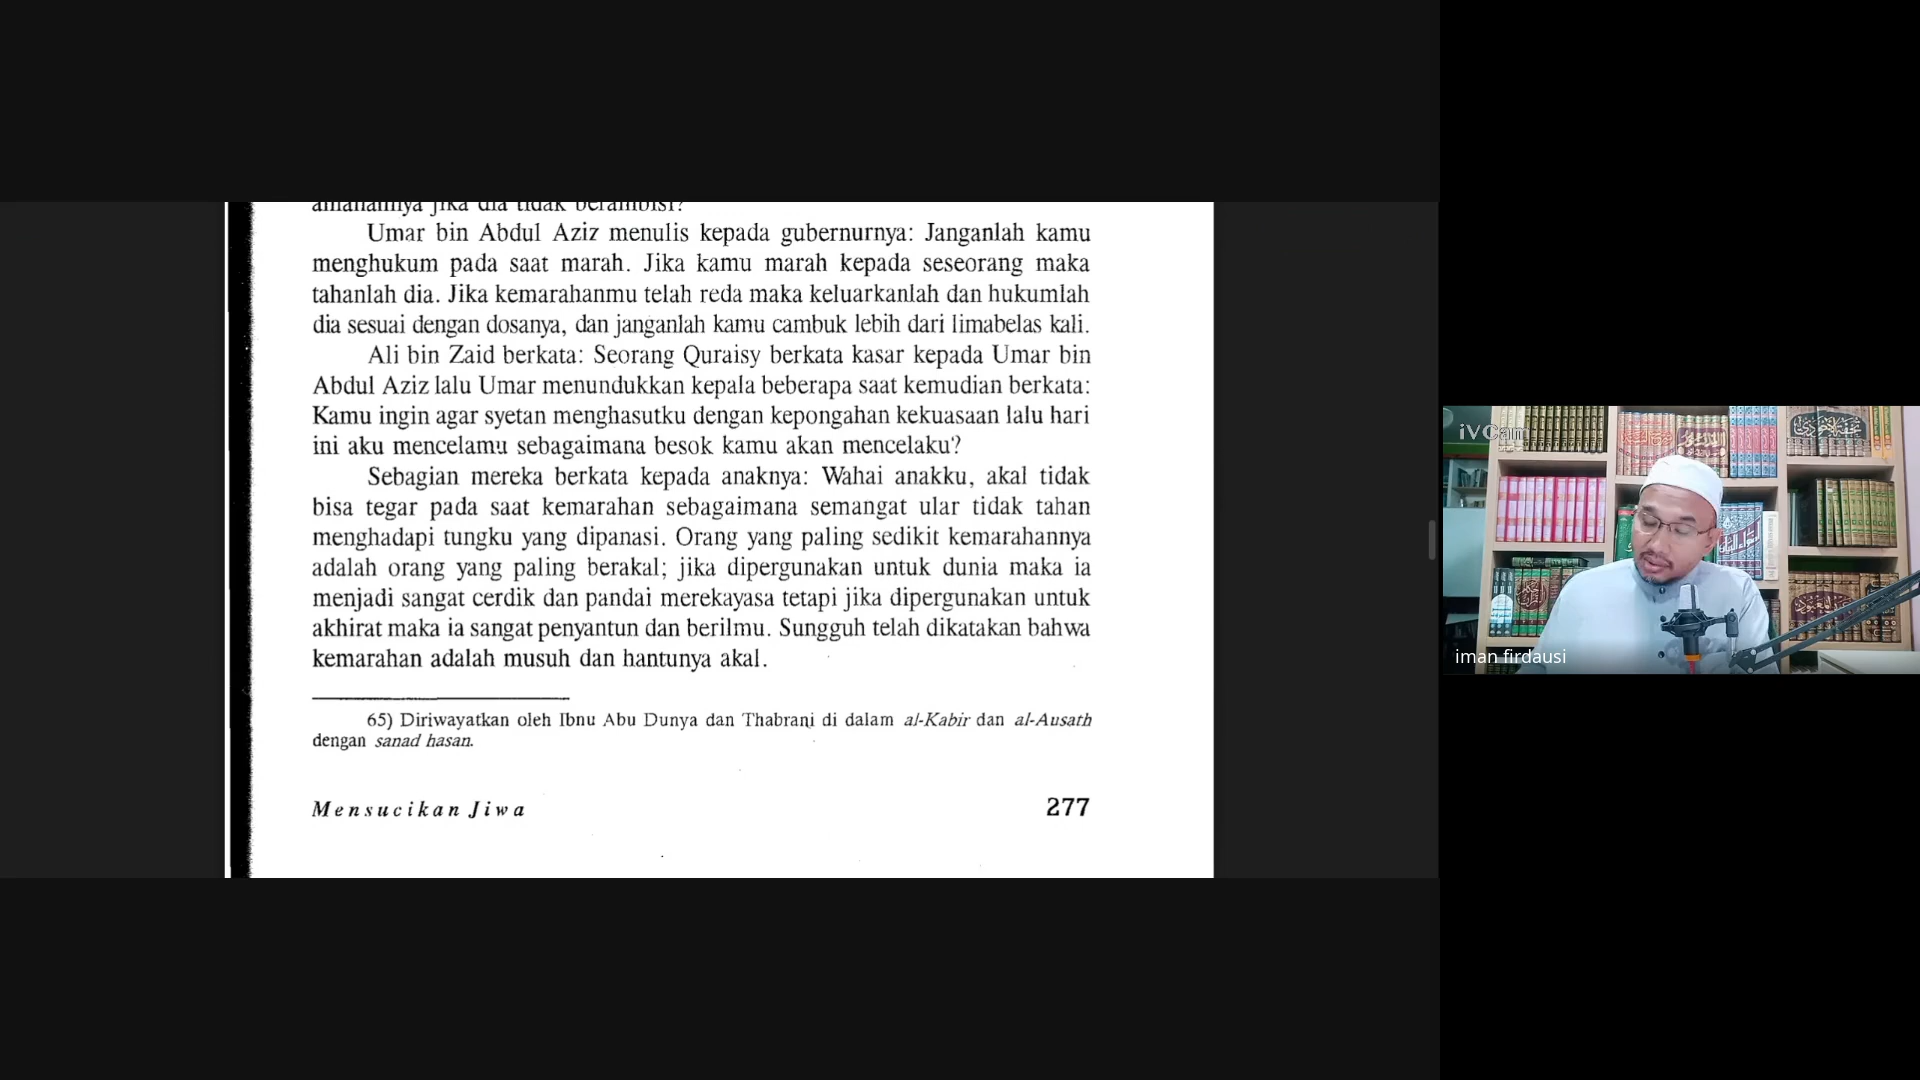 amanahnya jika dia tidak berambisi?
Umar bin Abdul Aziz menulis kepada gubernurnya: Janganlah kamu
menghukum pada saat marah. Jika kamu marah kepada seseorang maka
tahanlah dia. Jika kemarahanmu telah reda maka keluarkanlah dan hukumlah
dia sesuai dengan dosanya, dan janganlah kamu cambuk lebih dari limabelas kali.
Ali bin Zaid berkata: Seorang Quraisy berkata kasar kepada Umar bin
Abdul Aziz lalu Umar menundukkan kepala beberapa saat kemudian berkata:
Kamu ingin agar syetan menghasutku dengan kepongahan kekuasaan lalu hari
ini aku mencelamu sebagaimana besok kamu akan mencelaku?
Sebagian mereka berkata kepada anaknya: Wahai anakku, akal tidak
bisa tegar pada saat kemarahan sebagaimana semangat ular tidak tahan
menghadapi tungku yang dipanasi. Orang yang paling sedikit kemarahannya
adalah orang yang paling berakal; jika dipergunakan untuk dunia maka ia
menjadi sangat cerdik dan pandai merekayasa tetapi jika dipergunakan untuk
akhirat maka ia sangat penyantun dan berilmu. Sungguh telah dikatakan bahwa
kemarahan adalah musuh dan hantunya akal.
65) Diriwayatkan oleh Ibnu Abu Dunya dan Thabrani di dalam al-Kabir dan al-Ausath
dengan sanad hasan.
Mensucikan Jiwa 277
iVCam
iman firdausi